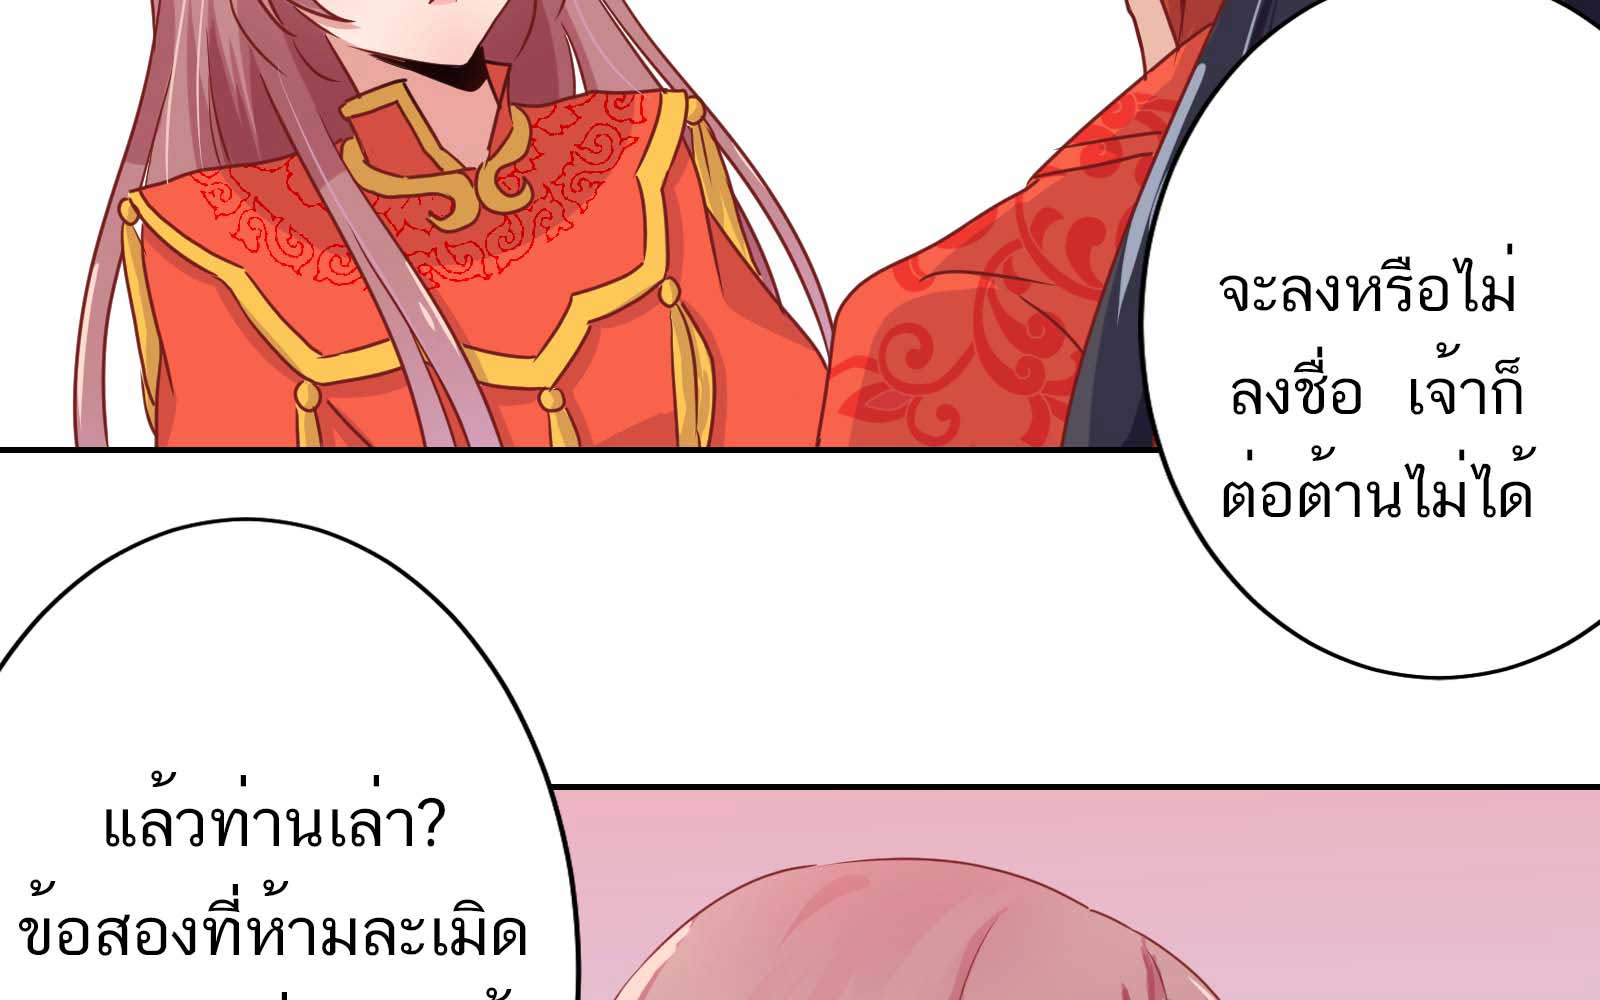 จะลงหรือไม่
ลงชื่อ เจ้าก็
ต่อต้านไม่ได้
แล้วท่านเล่า?
ข้อสองที่ห้ามละเมิด